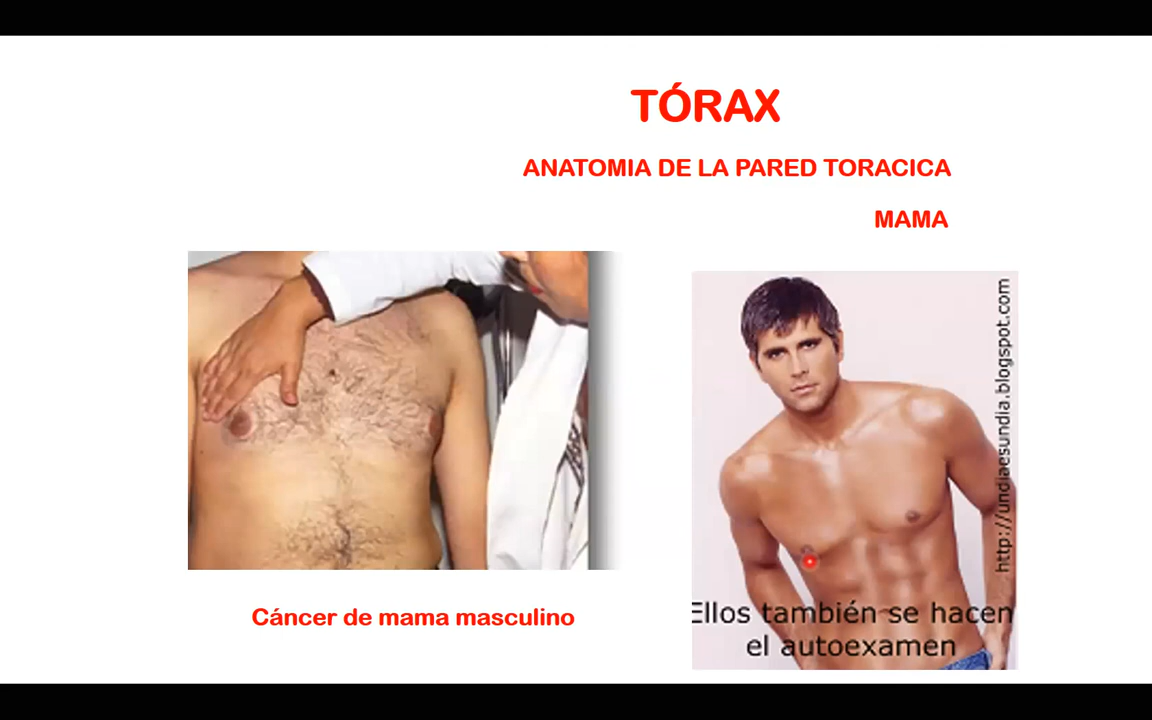 TÓRAX
ANATOMIA DE LA PARED TORACICA
MAMA
http://undiaesundia.blogspot.com
Ellos también se hacen
el autoexamen
Cáncer de mama masculino